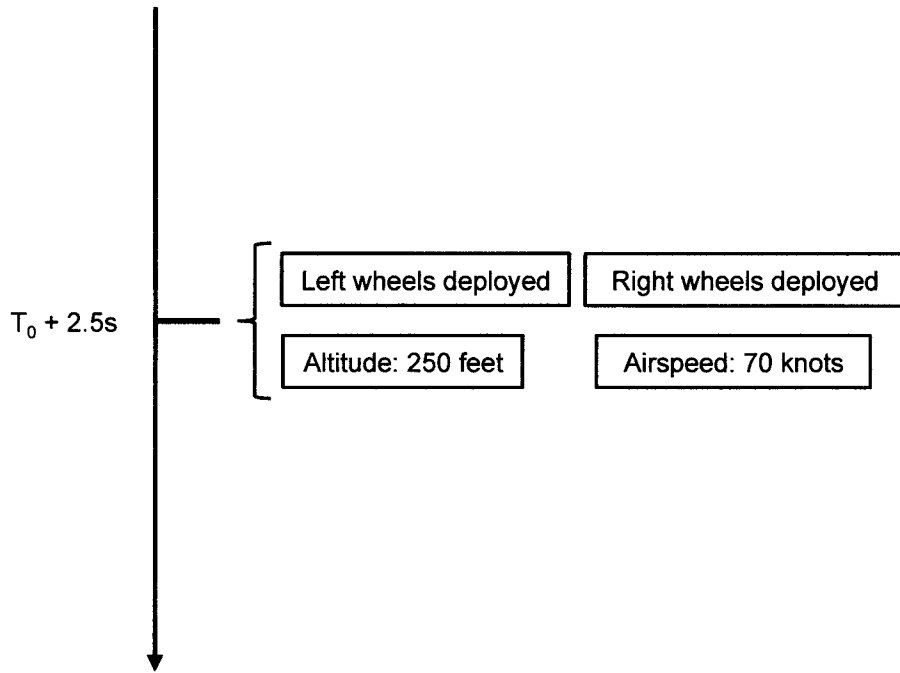 Left wheels deployed
Right wheels deployed
T₀ + 2.5s
Altitude: 250 feet
Airspeed: 70 knots